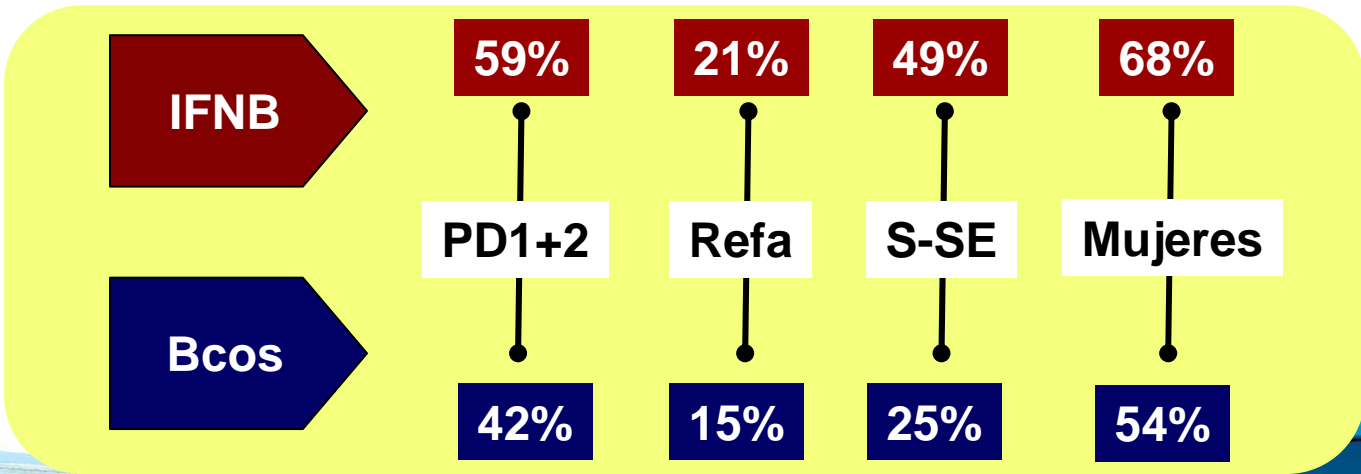 IFNB
59% 21% 49% 68%
PD1+2 Refa S-SE Mujeres
Bcos
42% 15% 25% 54%